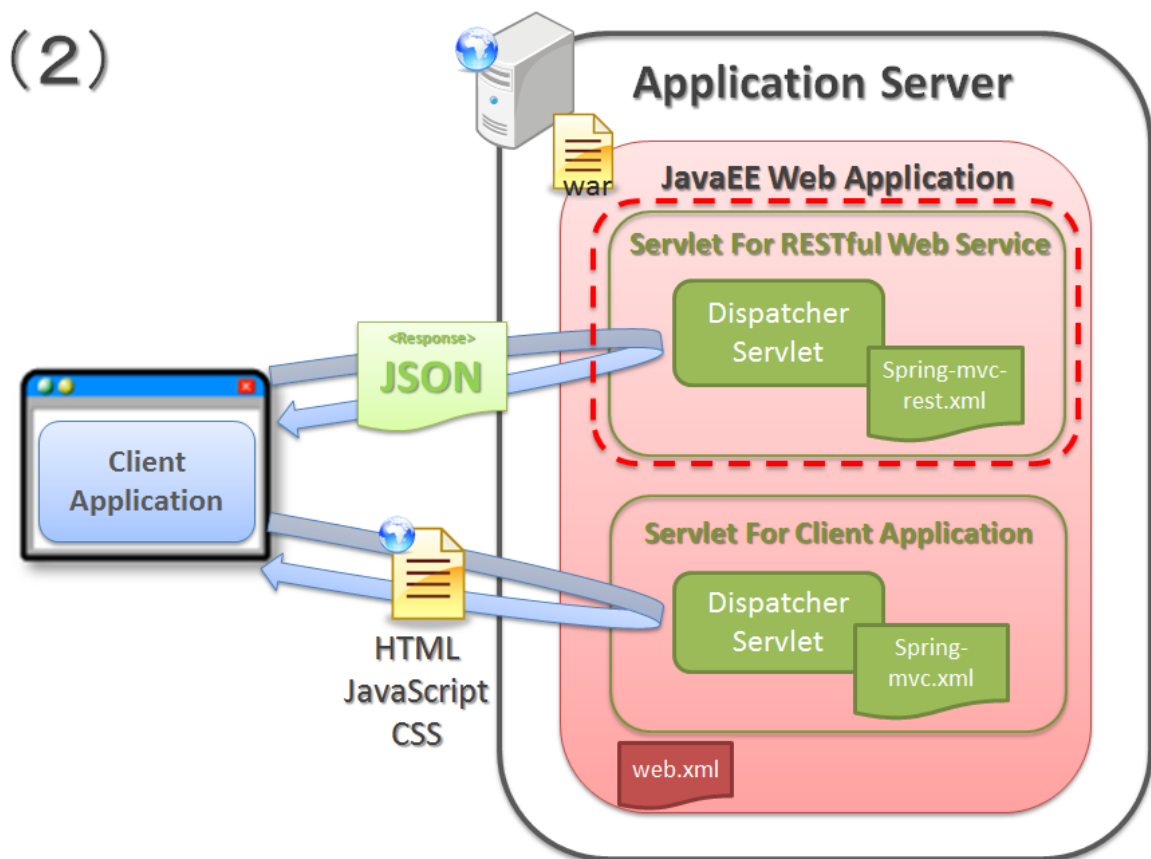 （2）
Application Server
war
JavaEE Web Application
Servlet For RESTful Web Service
Dispatcher
Servlet
Spring-mvc-
rest.xml
<Response>
JSON
Client
Application
Servlet For Client Application
Dispatcher
Servlet
Spring-
mvc.xml
HTML
JavaScript
CSS
web.xml